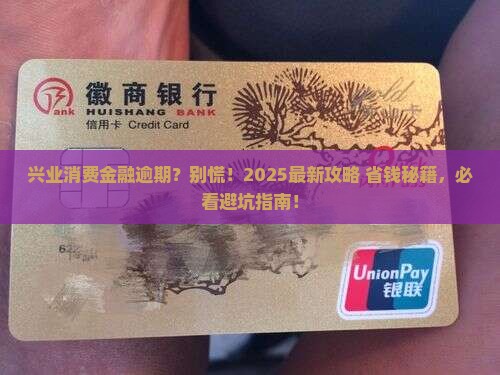 徽商银行
Bank HUISHANG BANK
信用卡 Credit Card
兴业消费金融逾期？别慌！2025最新攻略 省钱秘籍，必
看避坑指南！
UnionPay
银联